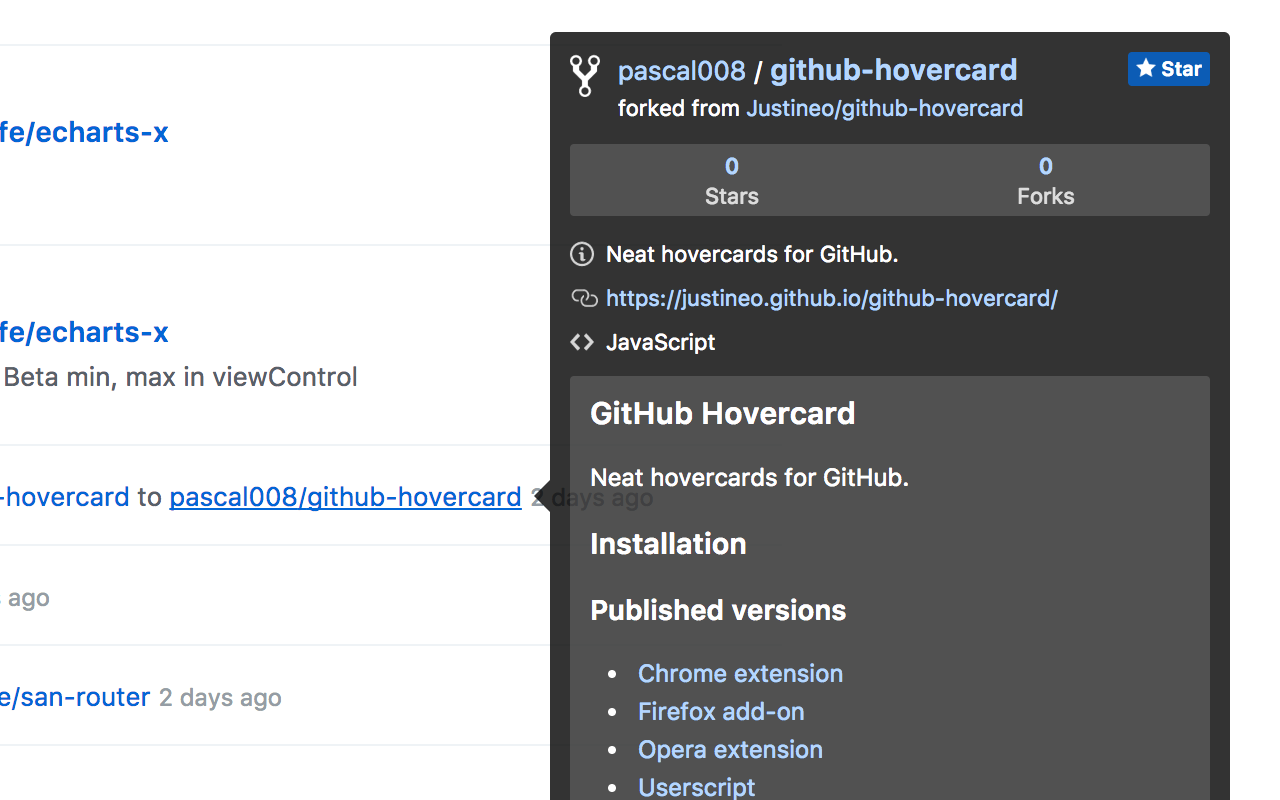 fe/echarts-x
fe/echarts-x
Beta min, max in viewControl
-hovercard to pascal008/github-hovercard 2 days ago
ago
e/san-router 2 days ago
pascal008 / github-hovercard
Star
forked from Justineo/github-hovercard
0
Stars
0
Forks
Neat hovercards for GitHub.
https://justineo.github.io/github-hovercard/
JavaScript
GitHub Hovercard
Neat hovercards for GitHub.
Installation
Published versions
• Chrome extension
• Firefox add-on
• Opera extension
• Userscript